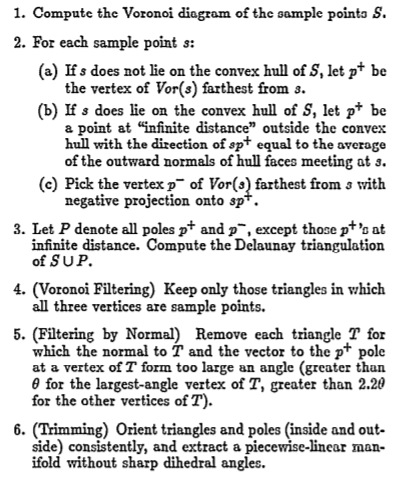 1. Compute the Voronoi diagram of the sample points S.
2. For each sample point s:
(a) If s does not lie on the convex hull of S, let p⁺ be
the vertex of Vor(s) farthest from s.
(b) If s does lie on the convex hull of S, let p⁺ be
a point at “infinite distance” outside the convex
hull with the direction of sp⁺ equal to the average
of the outward normals of hull faces meeting at s.
(c) Pick the vertex p⁻ of Vor(s) farthest from s with
negative projection onto sp⁺.
3. Let P denote all poles p⁺ and p⁻, except those p⁺'s at
infinite distance. Compute the Delaunay triangulation
of S ∪ P.
4. (Voronoi Filtering) Keep only those triangles in which
all three vertices are sample points.
5. (Filtering by Normal) Remove each triangle T for
which the normal to T and the vector to the p⁺ pole
at a vertex of T form too large an angle (greater than
θ for the largest-angle vertex of T, greater than 2.2θ
for the other vertices of T).
6. (Trimming) Orient triangles and poles (inside and out-
side) consistently, and extract a piecewise-linear man-
ifold without sharp dihedral angles.